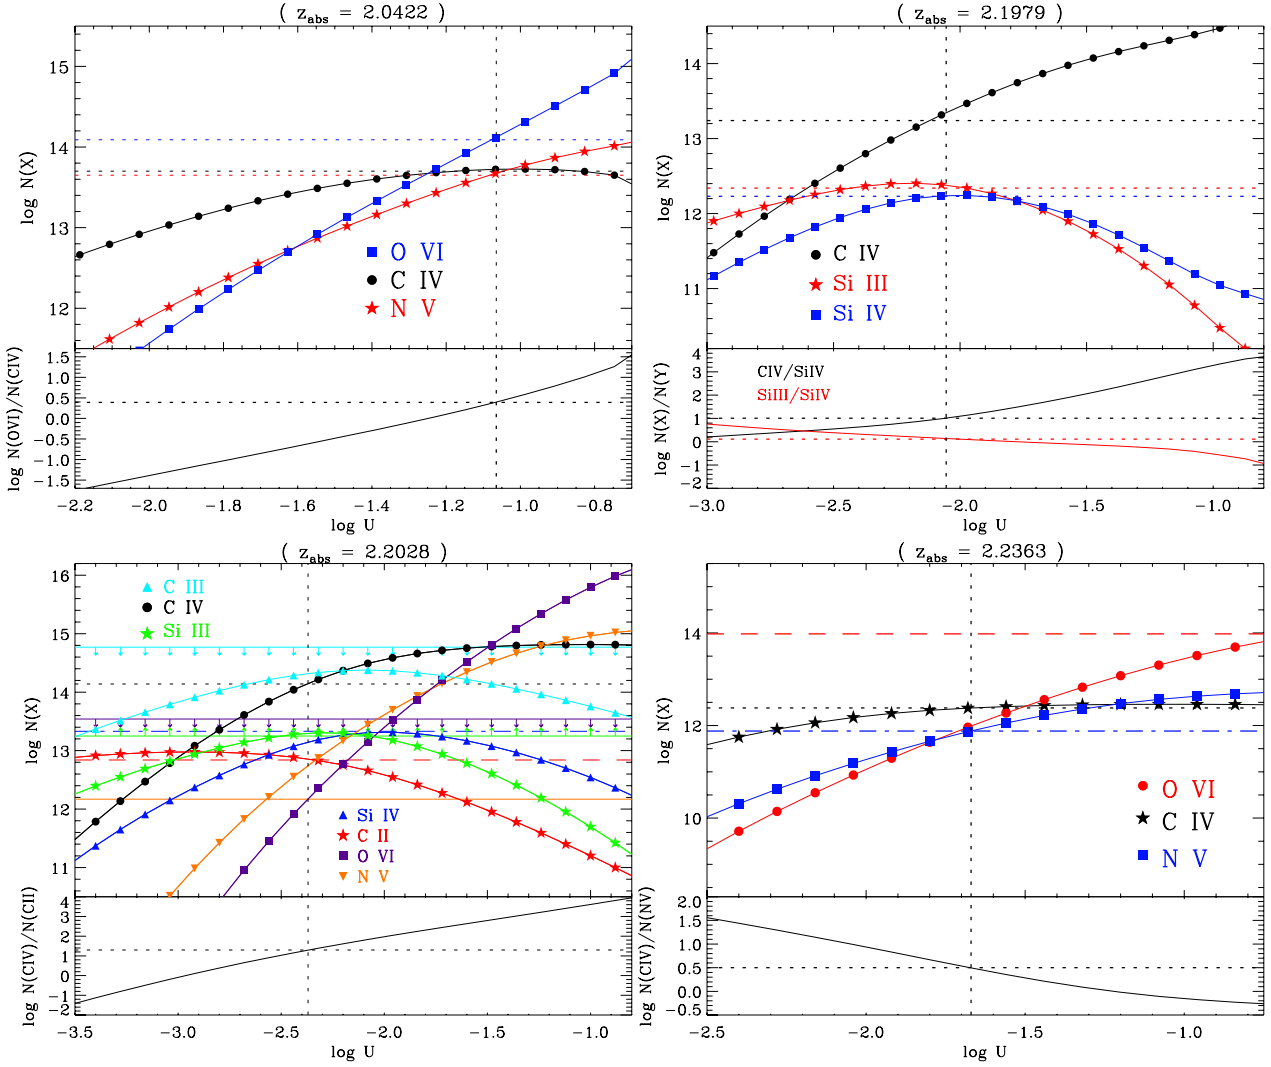 ( z_abs = 2.0422 )
15
14
13
12
log N(X)
O VI
C IV
N V
1.5
1.0
0.5
0.0
−0.5
−1.0
−1.5
log N(OVI)/N(CIV)
−2.2 −2.0 −1.8 −1.6 −1.4 −1.2 −1.0 −0.8
log U
( z_abs = 2.1979 )
14
13
12
11
log N(X)
C IV
Si III
Si IV
4
3
2
1
0
−1
−2
log N(X)/N(Y)
CIV/SiIV
SiIII/SiIV
−3.0 −2.5 −2.0 −1.5 −1.0
log U
( z_abs = 2.2028 )
16
15
14
13
12
11
log N(X)
C III
C IV
Si III
Si IV
C II
O VI
N V
4
3
2
1
0
−1
−2
log N(CIV)/N(CII)
−3.5 −3.0 −2.5 −2.0 −1.5 −1.0
log U
( z_abs = 2.2363 )
14
12
10
log N(X)
O VI
C IV
N V
2.0
1.5
1.0
0.5
0.0
−0.5
log N(CIV)/N(NV)
−2.5 −2.0 −1.5 −1.0
log U